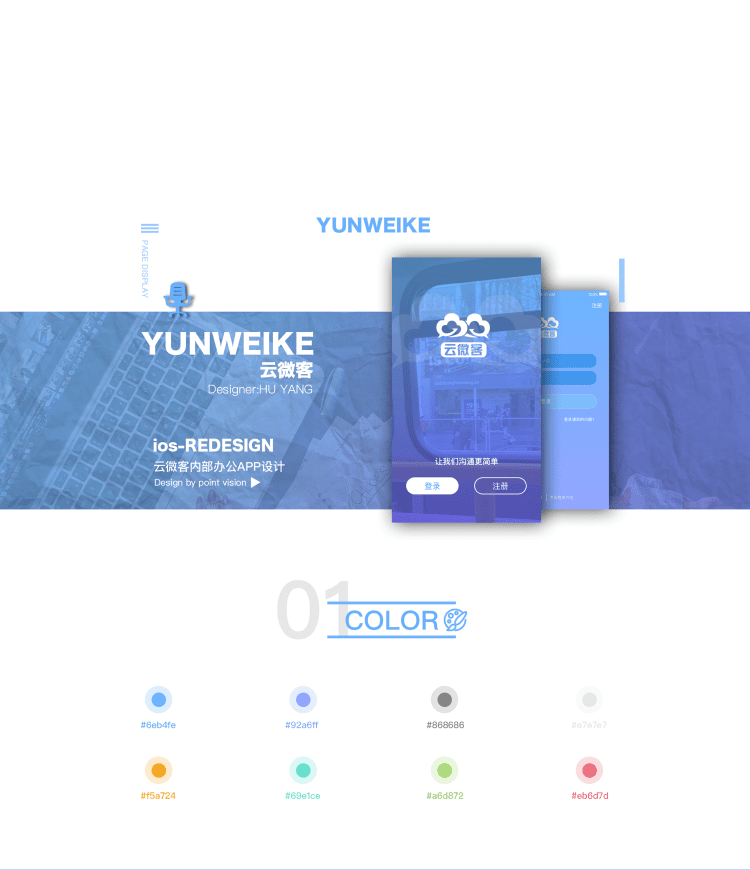 YUNWEIKE
PAGE DISPLAY
YUNWEIKE
云微客
Designer:HU YANG
ios-REDESIGN
云微客内部办公APP设计
Design by point vision
云微客
让我们沟通更简单
登录
注册
注册
01
COLOR
#6eb4fe
#92a6ff
#868686
#e7e7e7
#f5a724
#69e1ce
#a6d872
#eb6d7d